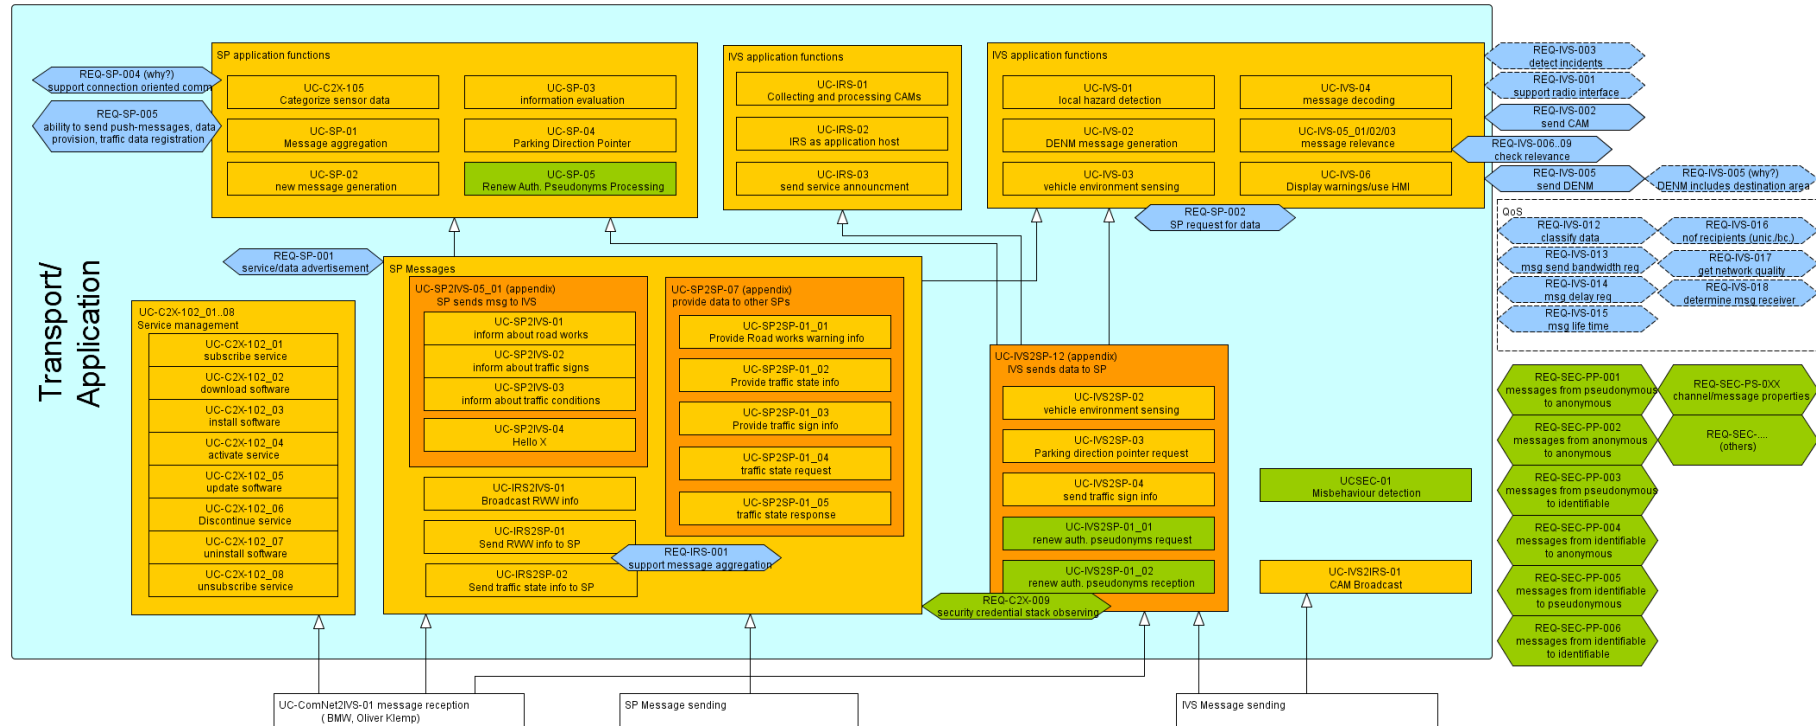 Transport/
Application
SP application functions
UC-C2X-105
Categorize sensor data
UC-SP-01
Message aggregation
UC-SP-02
new message generation
UC-SP-03
information evaluation
UC-SP-04
Parking Direction Pointer
UC-SP-05
Renew Auth. Pseudonyms Processing
REQ-SP-004 (why?)
support connection oriented comm
REQ-SP-005
ability to send push-messages, data
provision, traffic data registration
IVS application functions
UC-IRS-01
Collecting and processing CAMs
UC-IRS-02
IRS as application host
UC-IRS-03
send service announcment
IVS application functions
UC-IVS-01
local hazard detection
UC-IVS-02
DENM message generation
UC-IVS-03
vehicle environment sensing
UC-IVS-04
message decoding
UC-IVS-05_01/02/03
message relevance
UC-IVS-06
Display warnings/use HMI
REQ-IVS-003
detect incidents
REQ-IVS-001
support radio interface
REQ-IVS-002
send CAM
REQ-IVS-006..09
check relevance
REQ-IVS-005
send DENM
REQ-IVS-005 (why?)
DENM includes destination area
REQ-SP-002
SP request for data
QoS
REQ-IVS-012
classify data
REQ-IVS-013
msg send bandwidth req
REQ-IVS-014
msg delay req
REQ-IVS-015
msg life time
REQ-IVS-016
nof recipients (unic./bc.)
REQ-IVS-017
get network quality
REQ-IVS-018
determine msg receiver
REQ-SP-001
service/data advertisement
UC-C2X-102_01..08
Service management
UC-C2X-102_01
subscribe service
UC-C2X-102_02
download software
UC-C2X-102_03
install software
UC-C2X-102_04
activate service
UC-C2X-102_05
update software
UC-C2X-102_06
Discontinue service
UC-C2X-102_07
uninstall software
UC-C2X-102_08
unsubscribe service
SP Messages
UC-SP2IVS-05_01 (appendix)
SP sends msg to IVS
UC-SP2IVS-01
inform about road works
UC-SP2IVS-02
inform about traffic signs
UC-SP2IVS-03
inform about traffic conditions
UC-SP2IVS-04
Hello X
UC-IRS2IVS-01
Broadcast RWW info
UC-IRS2SP-01
Send RWW info to SP
UC-IRS2SP-02
Send traffic state info to SP
UC-SP2SP-07 (appendix)
provide data to other SPs
UC-SP2SP-01_01
Provide Road works warning info
UC-SP2SP-01_02
Provide traffic state info
UC-SP2SP-01_03
Provide traffic sign info
UC-SP2SP-01_04
traffic state request
UC-SP2SP-01_05
traffic state response
REQ-IRS-001
support message aggregation
UC-IVS2SP-12 (appendix)
IVS sends data to SP
UC-IVS2SP-02
vehicle environment sensing
UC-IVS2SP-03
Parking direction pointer request
UC-IVS2SP-04
send traffic sign info
UC-IVS2SP-01_01
renew auth. pseudonyms request
UC-IVS2SP-01_02
renew auth. pseudonyms reception
REQ-C2X-009
security credential stack observing
UCSEC-01
Misbehaviour detection
UC-IVS2IRS-01
CAM Broadcast
REQ-SEC-PP-001
messages from pseudonymous
to anonymous
REQ-SEC-PP-002
messages from anonymous
to anonymous
REQ-SEC-PP-003
messages from pseudonymous
to identifiable
REQ-SEC-PP-004
messages from identifiable
to anonymous
REQ-SEC-PP-005
messages from identifiable
to pseudonymous
REQ-SEC-PP-006
messages from identifiable
to identifiable
REQ-SEC-PS-0XX
channel/message properties
REQ-SEC-....
(others)
UC-ComNet2IVS-01 message reception
( BMW, Oliver Klemp)
SP Message sending
IVS Message sending